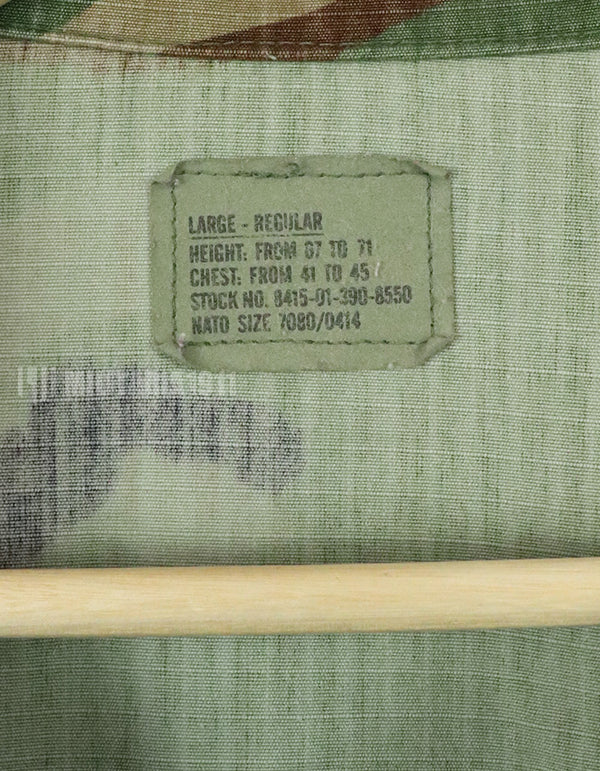 LARGE - REGULAR
HEIGHT: FROM 67 TO 71
CHEST: FROM 41 TO 45
STOCK NO. 8415-01-390-8550
NATO SIZE 7080/0414